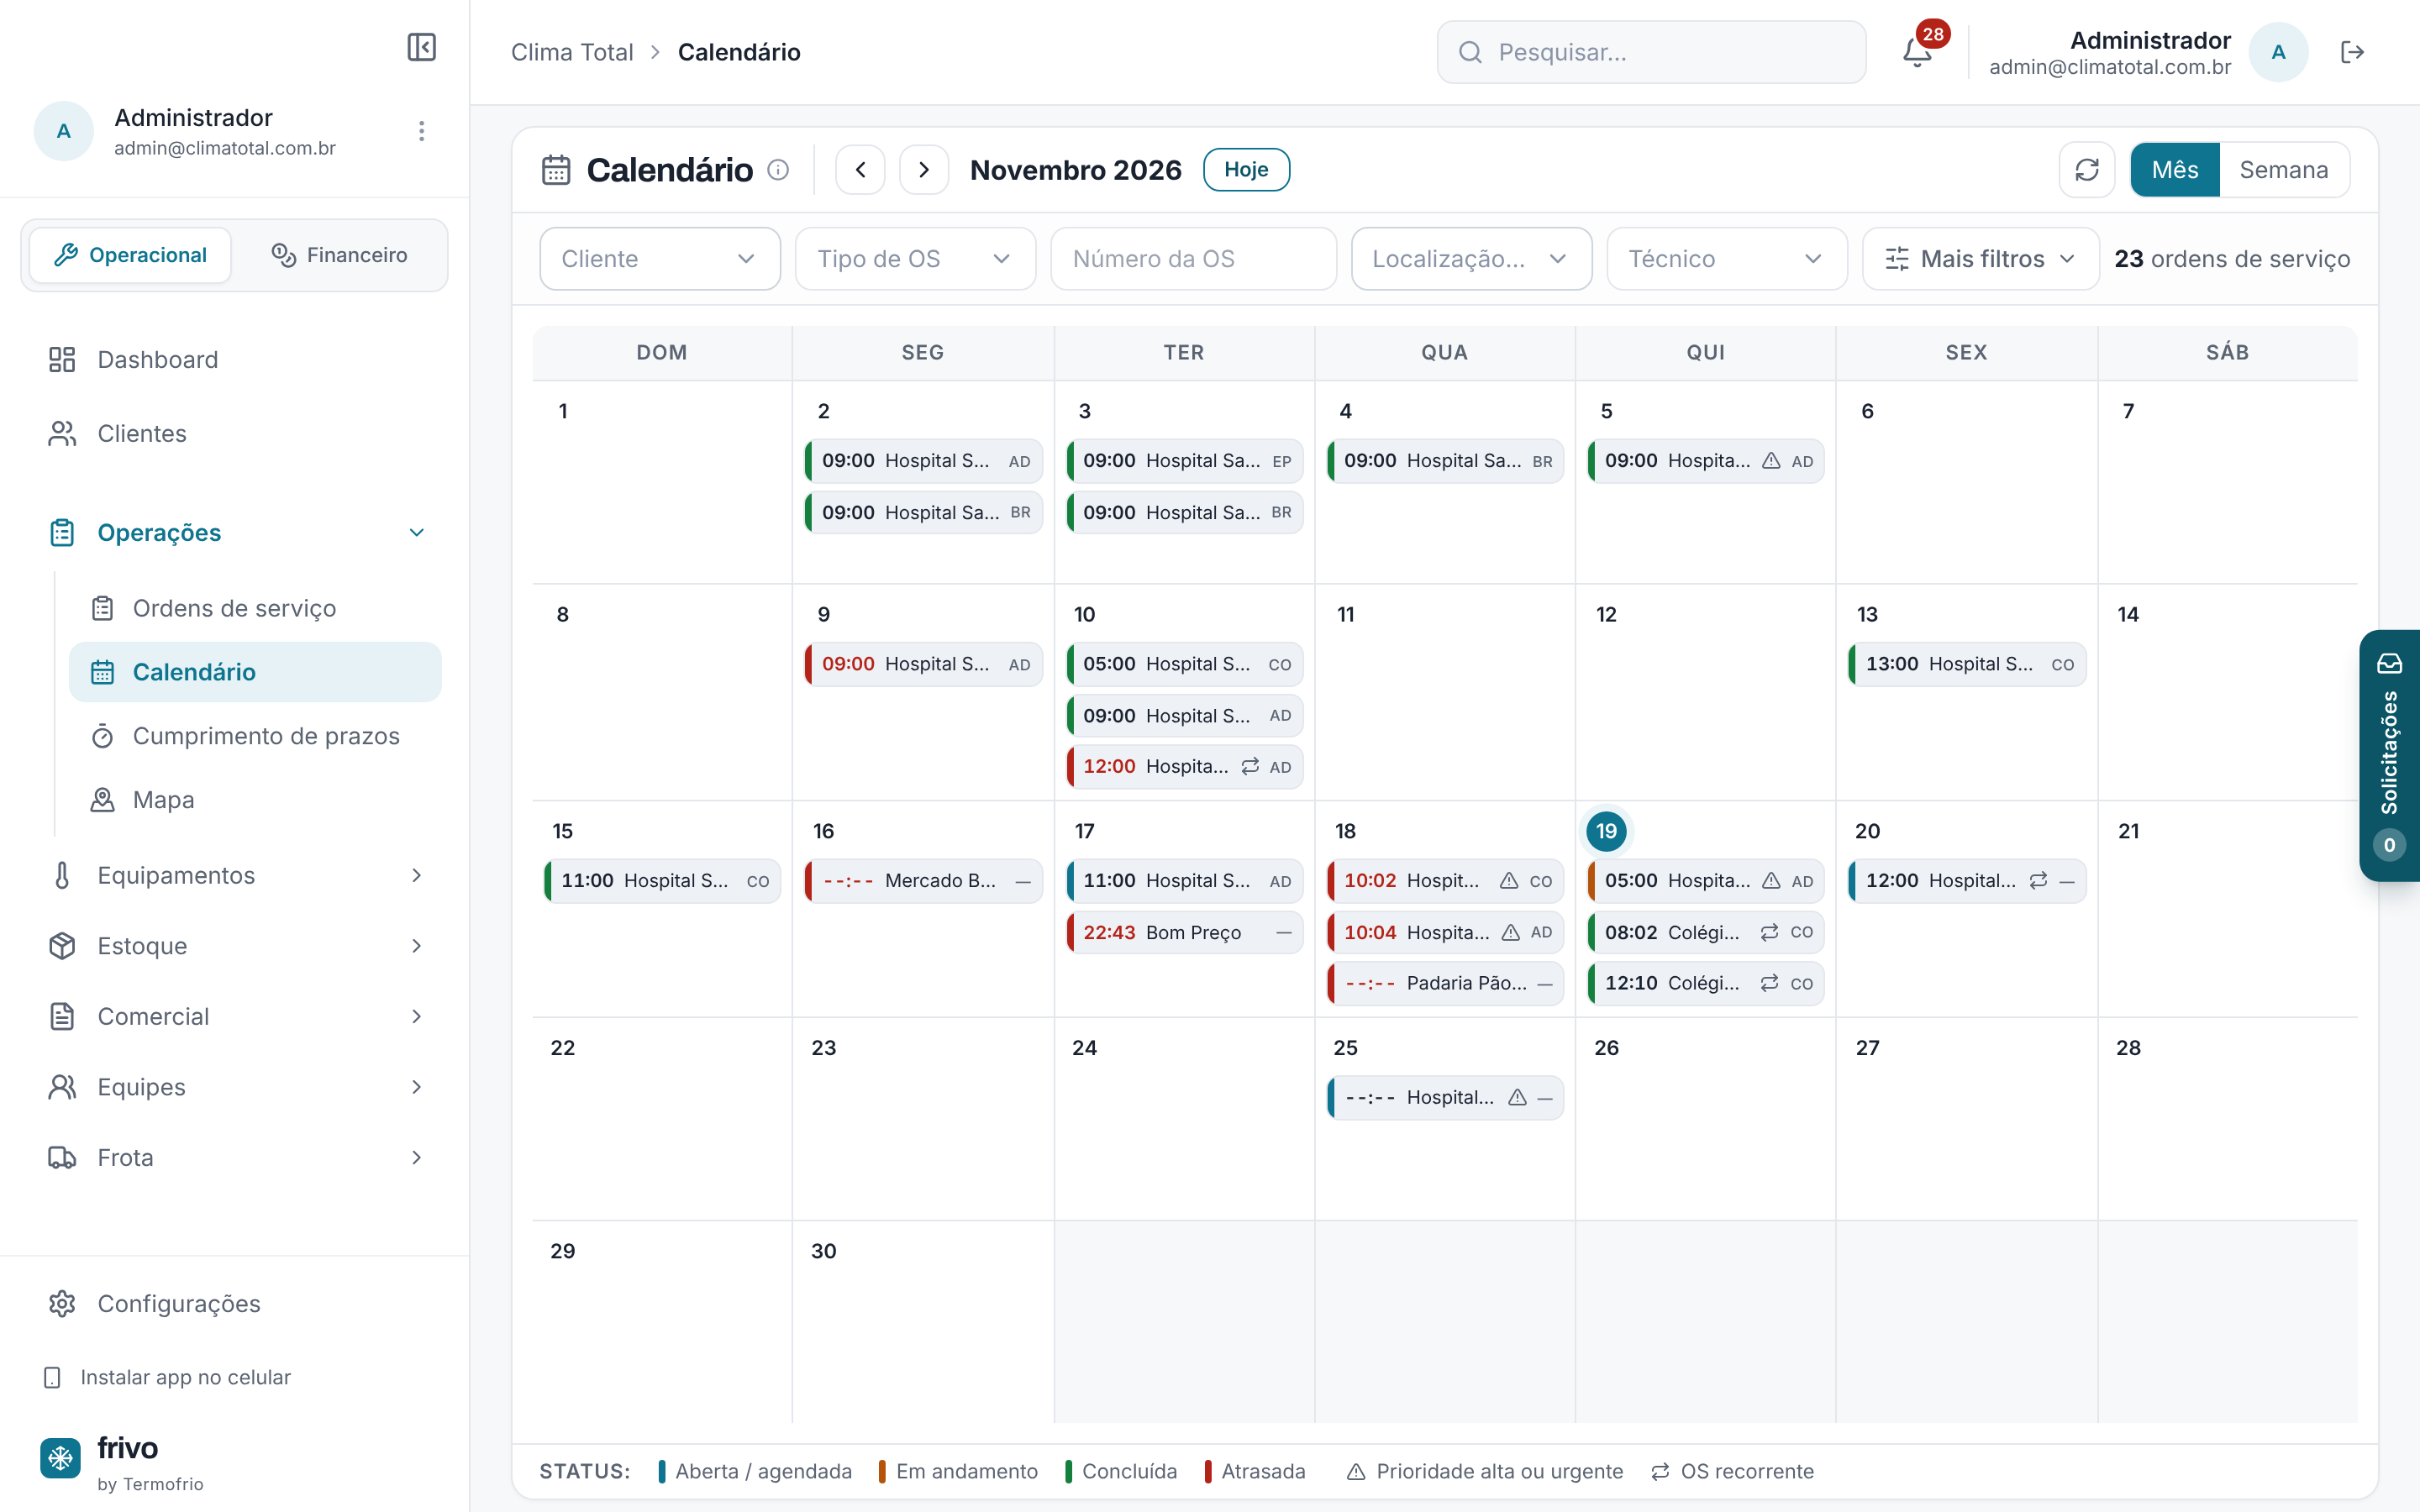 Administrador
admin@climatotal.com.br
A
Operacional
Financeiro
Dashboard
Clientes
Operações
Ordens de serviço
Calendário
Cumprimento de prazos
Mapa
Equipamentos
Estoque
Comercial
Equipes
Frota
Configurações
Instalar app no celular
frivo
by Termofrio
Clima Total > Calendário
Pesquisar...
28
Administrador
admin@climatotal.com.br
A
Calendário
Novembro 2026
Hoje
Mês
Semana
Cliente
Tipo de OS
Número da OS
Localização...
Técnico
Mais filtros
23 ordens de serviço
DOM SEG TER QUA QUI SEX SÁB
1
2
09:00 Hospital S... AD
09:00 Hospital Sa... BR
3
09:00 Hospital Sa... EP
09:00 Hospital Sa... BR
4
09:00 Hospital Sa... BR
5
09:00 Hospita... AD
6
7
8
9
09:00 Hospital S... AD
10
05:00 Hospital S... CO
09:00 Hospital S... AD
12:00 Hospita... AD
11
12
13
13:00 Hospital S... CO
14
15
11:00 Hospital S... CO
16
--:-- Mercado B... —
17
11:00 Hospital S... AD
22:43 Bom Preço —
18
10:02 Hospit... CO
10:04 Hospita... AD
--:-- Padaria Pão... —
19
05:00 Hospita... AD
08:02 Colégi... CO
12:10 Colégi... CO
20
12:00 Hospital... —
21
22
23
24
25
--:-- Hospital... —
26
27
28
29
30
Solicitações
0
STATUS: Aberta / agendada Em andamento Concluída Atrasada Prioridade alta ou urgente OS recorrente